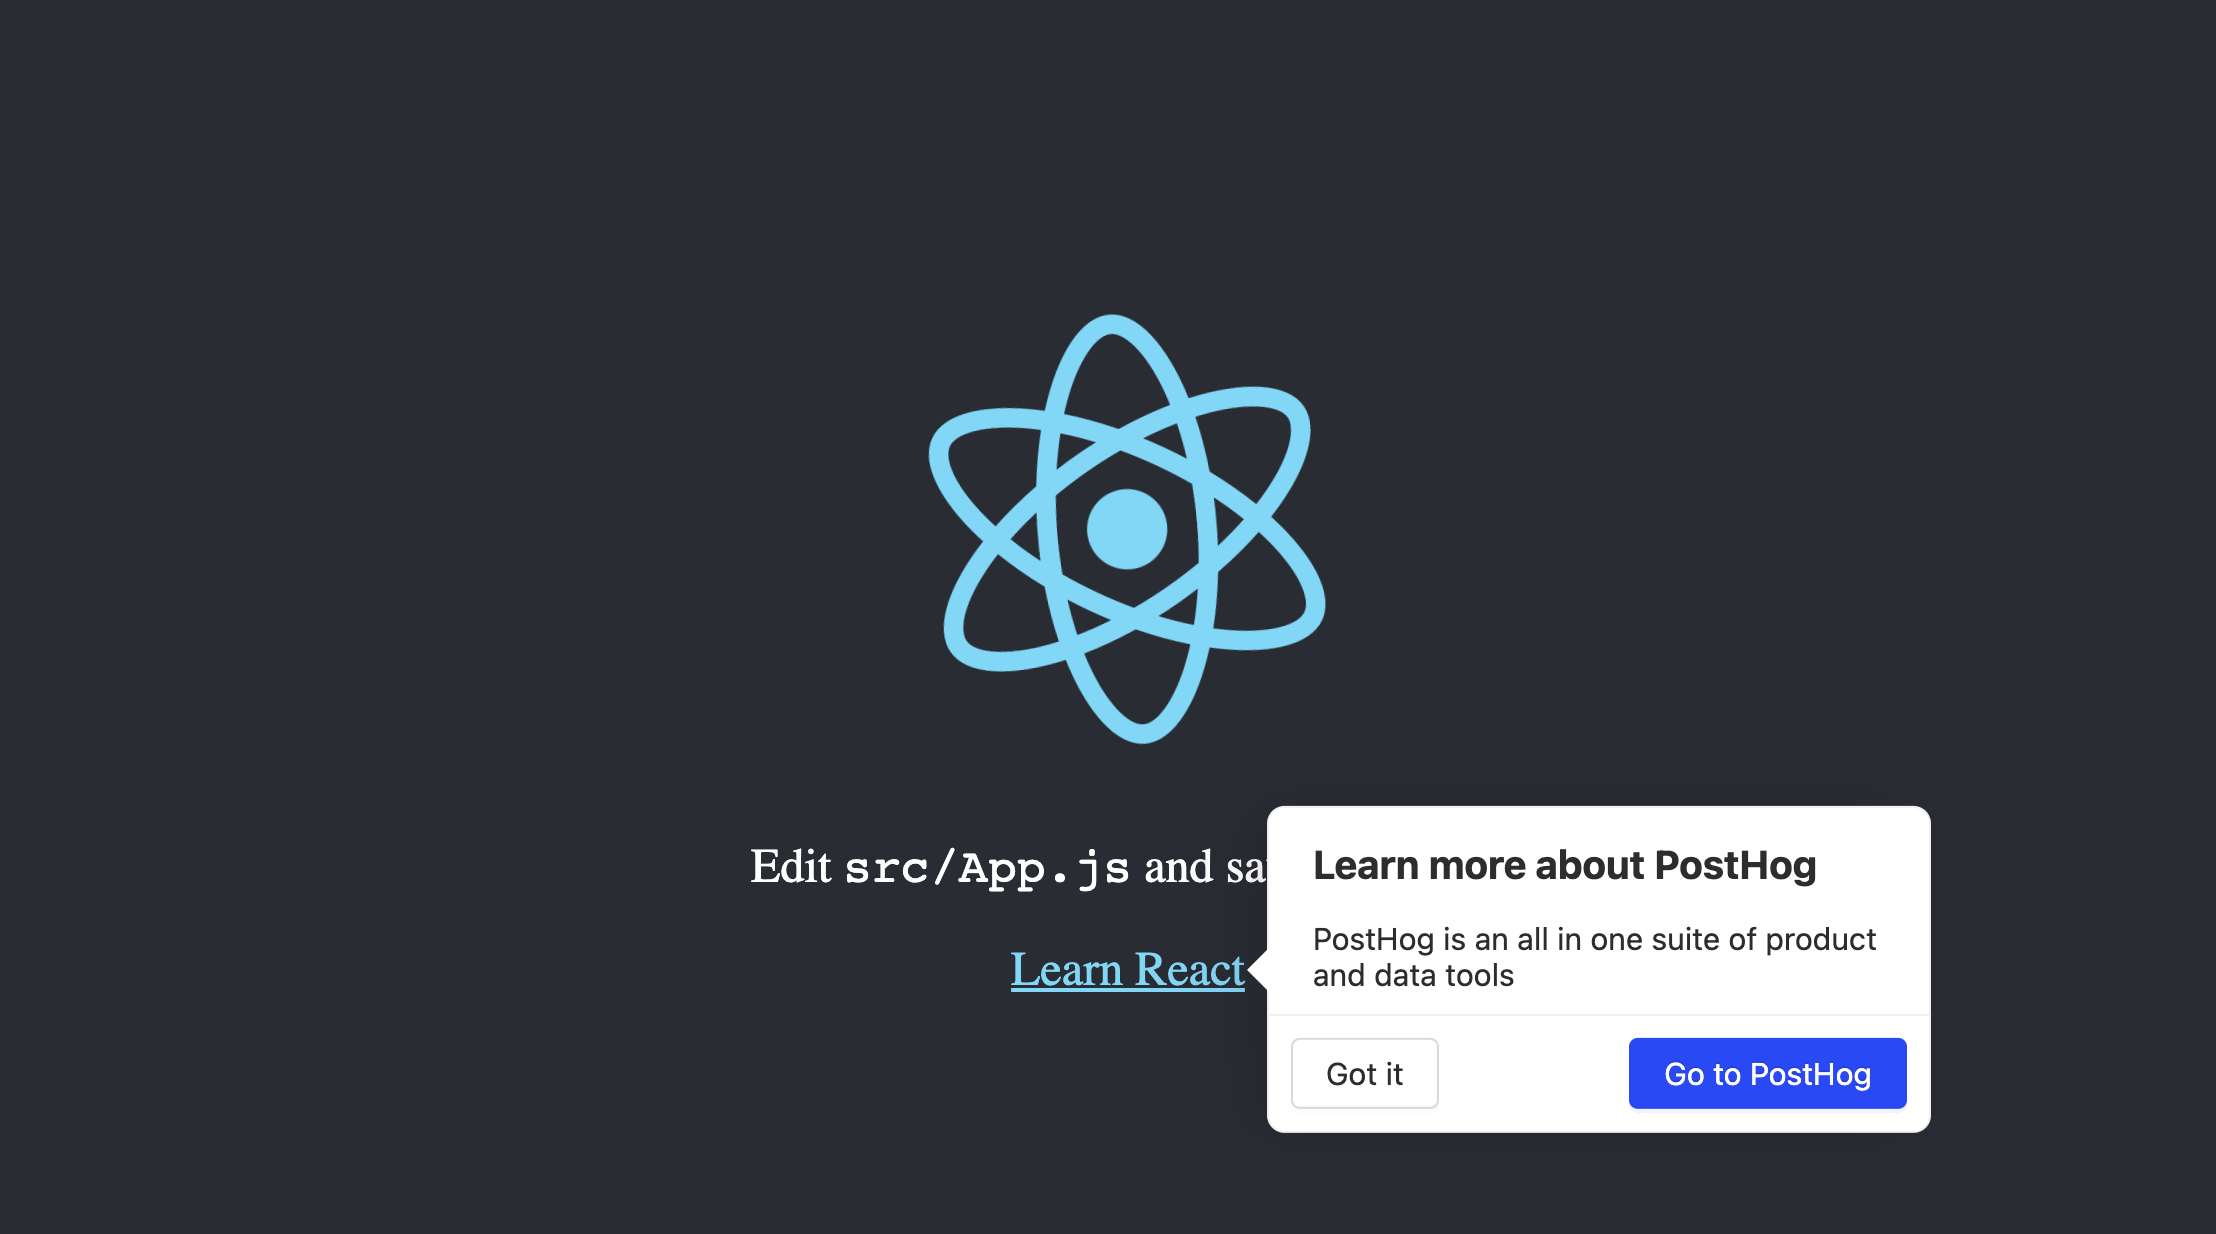 Edit src/App.js and sa
Learn React
Learn more about PostHog
PostHog is an all in one suite of product
and data tools
Got it
Go to PostHog